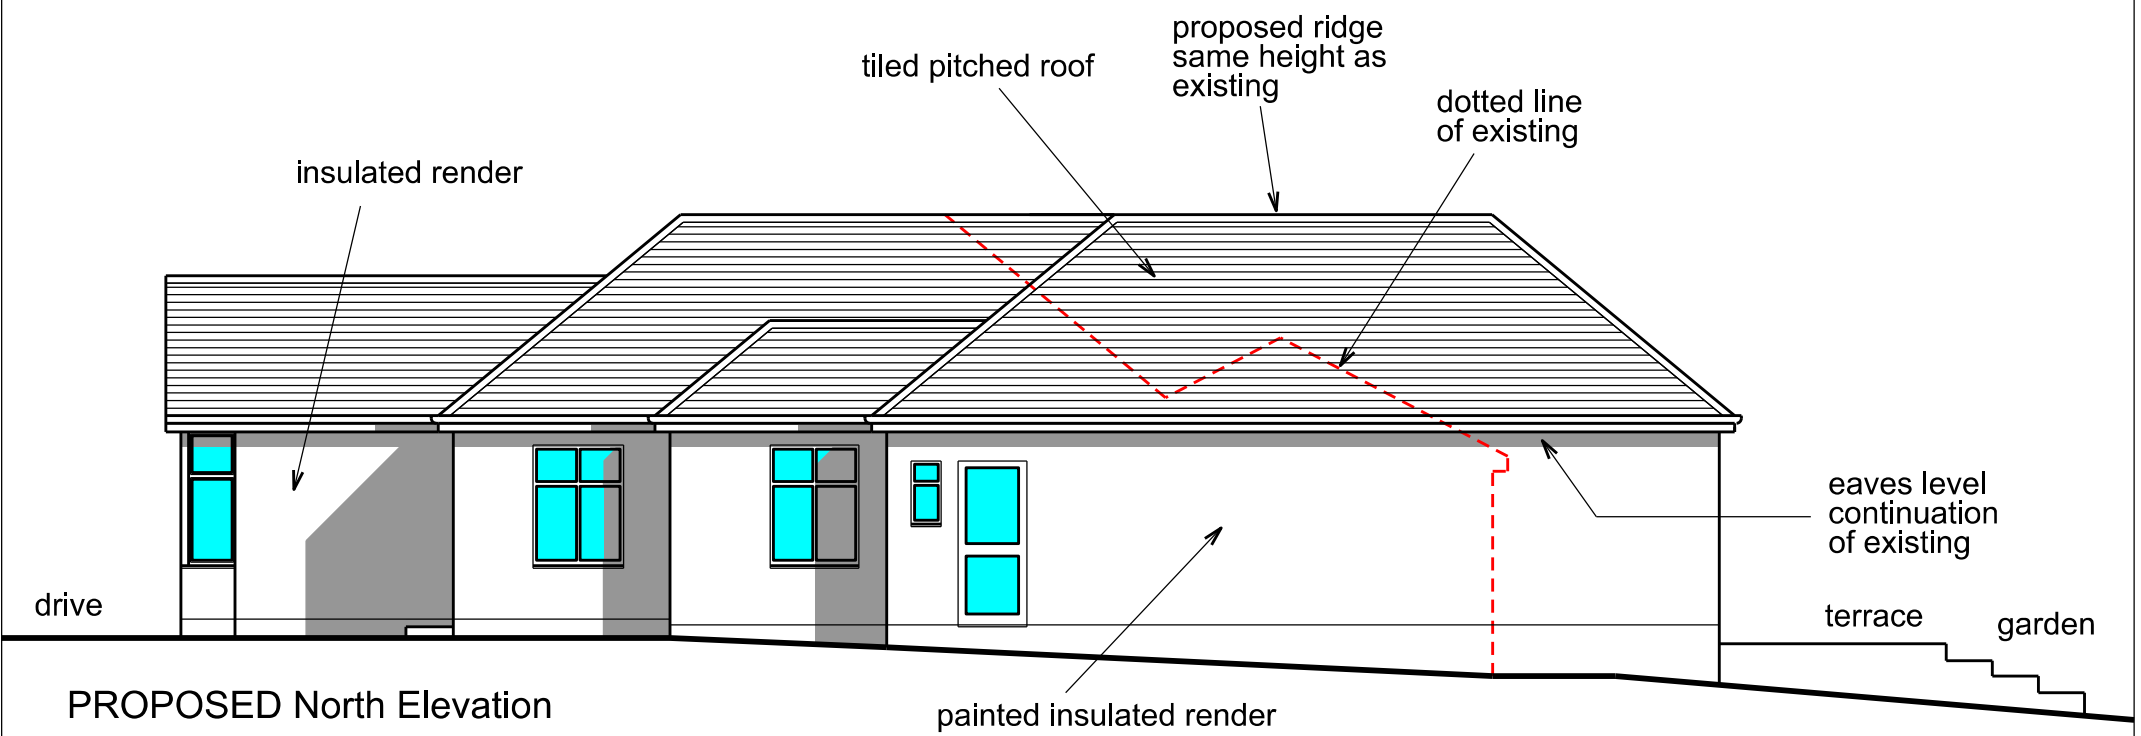 proposed ridge
same height as
existing
tiled pitched roof
dotted line
of existing
insulated render
eaves level
continuation
of existing
drive
terrace
garden
PROPOSED North Elevation
painted insulated render